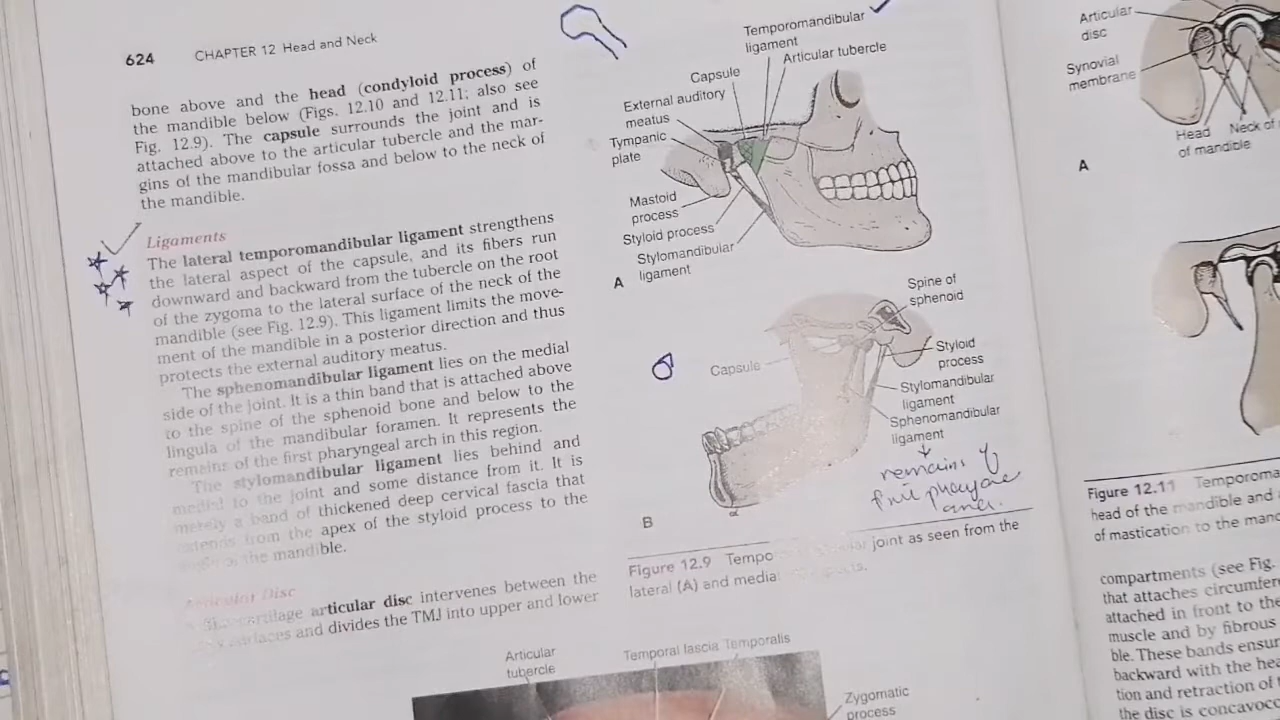 624
CHAPTER 12 Head and Neck
bone above and the head (condyloid process) of
the mandible below (Figs. 12.10 and 12.11; also see
Fig. 12.9). The capsule surrounds the joint and is
attached above to the articular tubercle and the mar-
gins of the mandibular fossa and below to the neck of
the mandible.
Ligaments
The lateral temporomandibular ligament strengthens
the lateral aspect of the capsule, and its fibers run
downward and backward from the tubercle on the root
of the zygoma to the lateral surface of the neck of the
mandible (see Fig. 12.9). This ligament limits the move-
ment of the mandible in a posterior direction and thus
protects the external auditory meatus.
The sphenomandibular ligament lies on the medial
side of the joint. It is a thin band that is attached above
to the spine of the sphenoid bone and below to the
lingula of the mandibular foramen. It represents the
remains of the first pharyngeal arch in this region.
The stylomandibular ligament lies behind and
medial to the joint and some distance from it. It is
merely a band of thickened deep cervical fascia that
extends from the apex of the styloid process to the
angle of the mandible.
Articular Disc
cartilage articular disc intervenes between the
surfaces and divides the TMJ into upper and lower
Temporomandibular
ligament
Articular tubercle
Capsule
External auditory
meatus
Tympanic
plate
Mastoid
process
Styloid process
Stylomandibular
ligament
A
Spine of
sphenoid
Capsule
Styloid
process
Stylomandibular
ligament
Sphenomandibular
ligament
remains
B
Figure 12.9 Tempo joint as seen from the
lateral (A) and media
Articular
tubercle
Temporal fascia
Temporalis
Zygomatic
process
Articular
disc
Synovial
membrane
Head
of mandible
Neck of
A
Figure 12.11 Temporoma
head of the mandible and
of mastication to the man
compartments (see Fig.
that attaches circumfer
attached in front to the
muscle and by fibrous
ble. These bands ensur
backward with the hea
tion and retraction of
the disc is concavoc